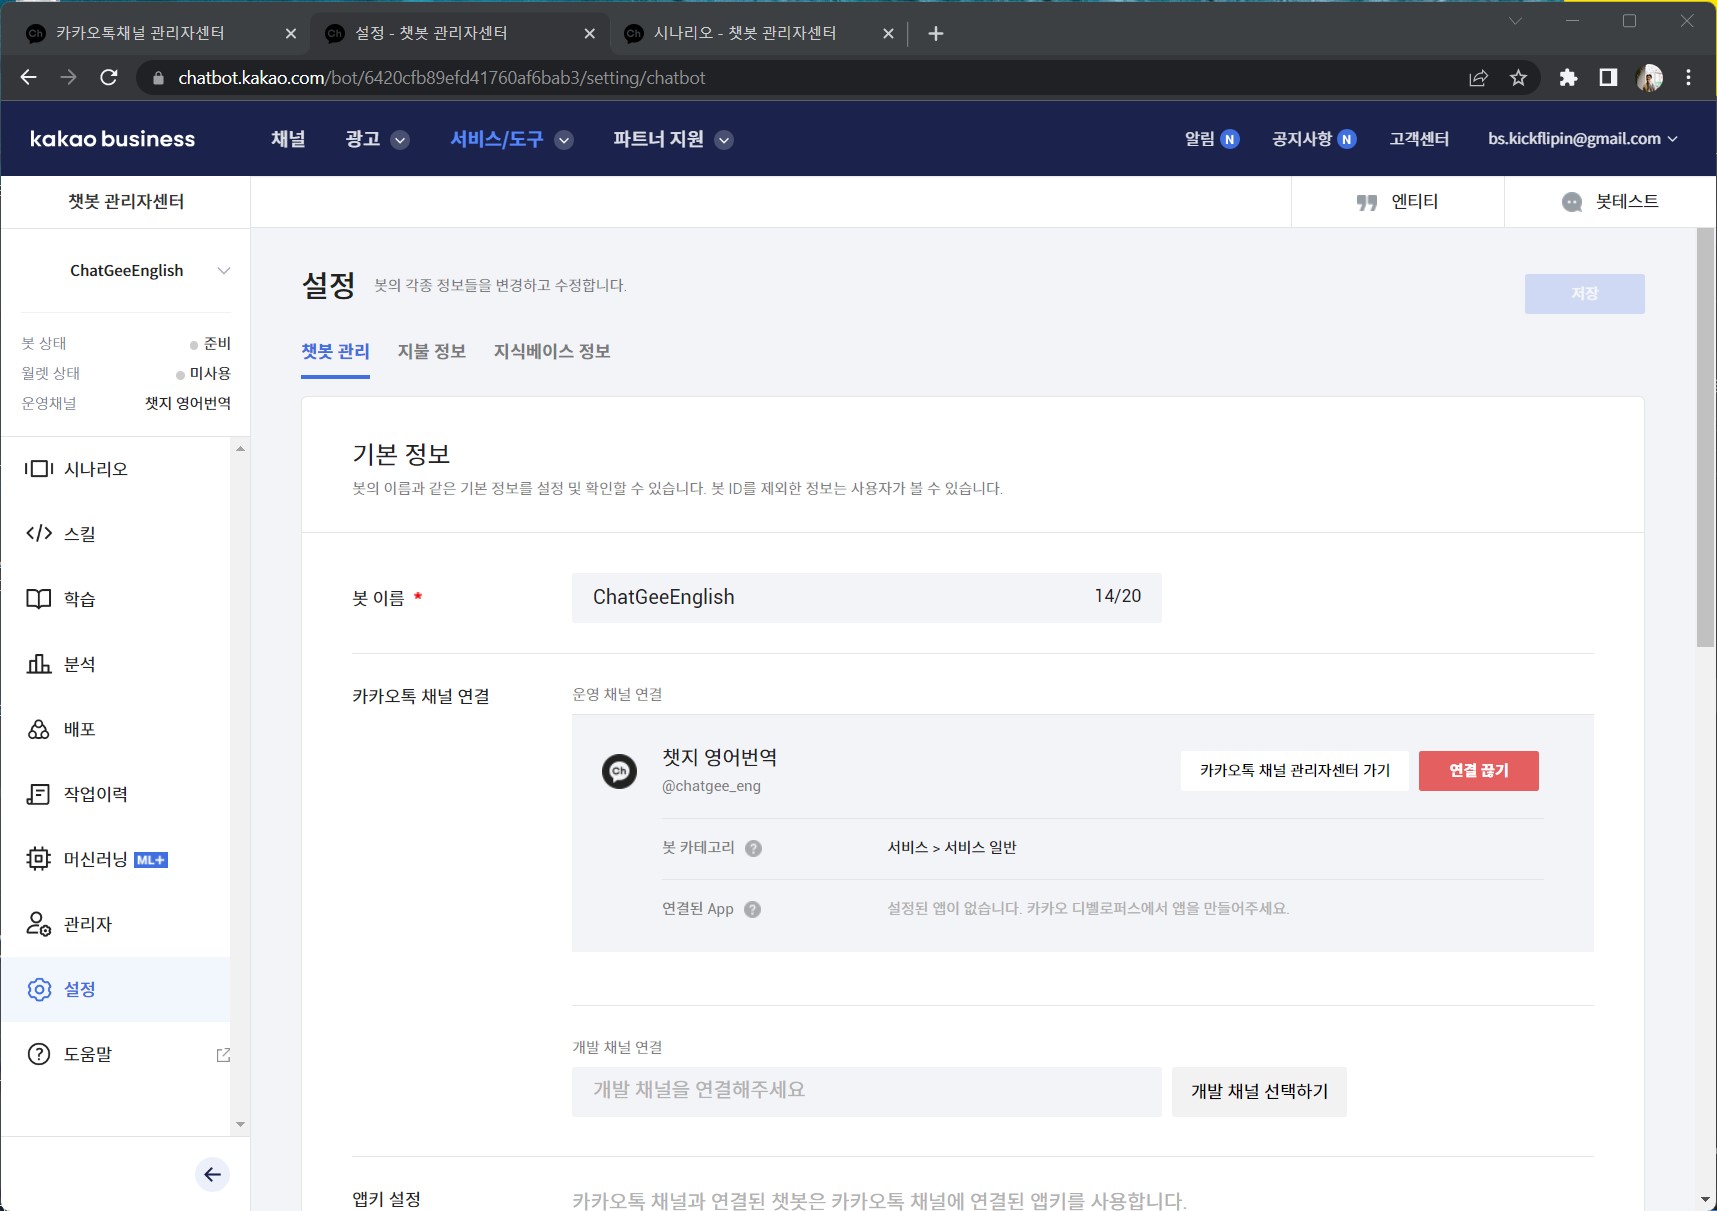 카카오톡채널 관리자센터
설정 - 챗봇 관리자센터
시나리오 - 챗봇 관리자센터
chatbot.kakao.com/bot/6420cfb89efd41760af6bab3/setting/chatbot
kakao business
채널
광고
서비스/도구
파트너 지원
알림 N
공지사항 N
고객센터
bs.kickflipin@gmail.com
챗봇 관리자센터
엔티티
봇테스트
ChatGeeEnglish
봇 상태 준비
월렛 상태 미사용
운영채널 챗지 영어번역
시나리오
스킬
학습
분석
배포
작업이력
머신러닝 ML+
관리자
설정
도움말
설정 봇의 각종 정보들을 변경하고 수정합니다.
저장
챗봇 관리 지불 정보 지식베이스 정보
기본 정보
봇의 이름과 같은 기본 정보를 설정 및 확인할 수 있습니다. 봇 ID를 제외한 정보는 사용자가 볼 수 있습니다.
봇 이름 * ChatGeeEnglish 14/20
카카오톡 채널 연결 운영 채널 연결
Ch
챗지 영어번역
@chatgee_eng
카카오톡 채널 관리자센터 가기 연결 끊기
봇 카테고리 ? 서비스 > 서비스 일반
연결된 App ? 설정된 앱이 없습니다. 카카오 디벨로퍼스에서 앱을 만들어주세요.
개발 채널 연결
개발 채널을 연결해주세요 개발 채널 선택하기
앱키 설정 카카오톡 채널과 연결된 챗봇은 카카오톡 채널에 연결된 앱키를 사용합니다.